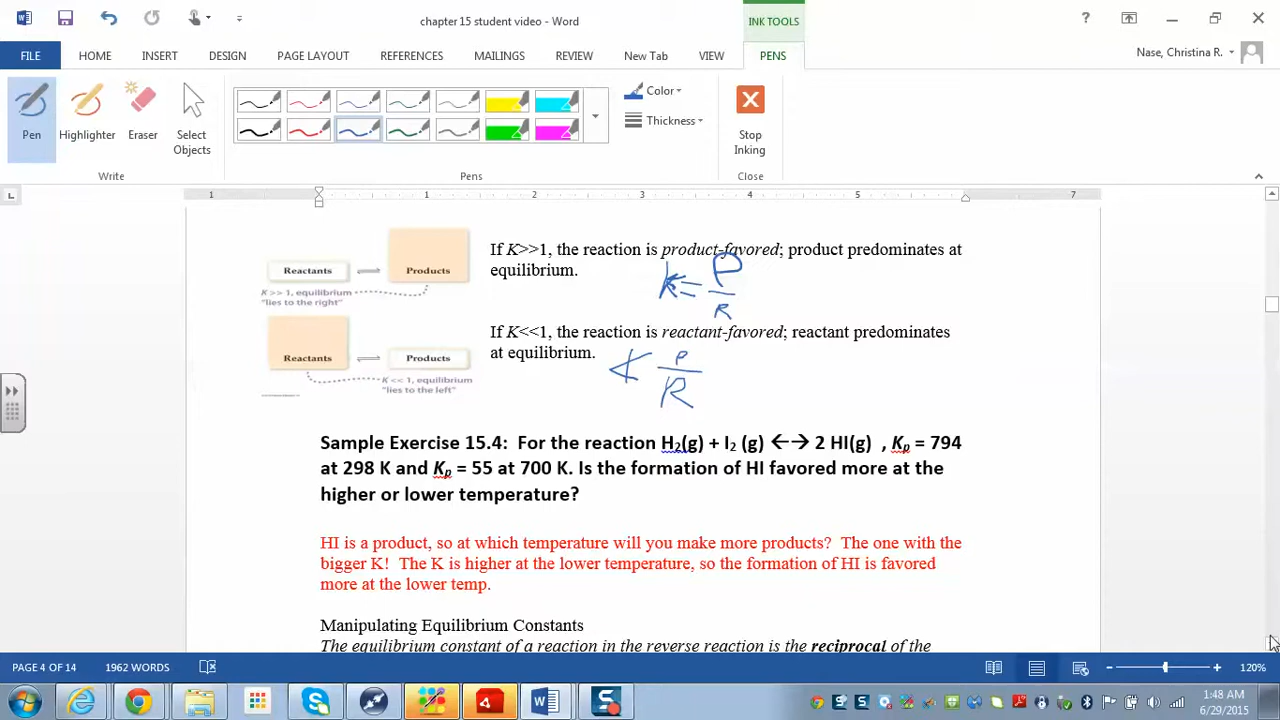 chapter 15 student video - Word
INK TOOLS
FILE
HOME
INSERT
DESIGN
PAGE LAYOUT
REFERENCES
MAILINGS
REVIEW
New Tab
VIEW
PENS
Nase, Christina R.
Pen
Highlighter
Eraser
Select
Objects
Color
Thickness
Stop
Inking
Write
Pens
Close
1 1 2 3 4 5 7
If K>>1, the reaction is product-favored; product predominates at
equilibrium.
Reactants
Products
K >> 1, equilibrium
"lies to the right"
K = P
R
If K<<1, the reaction is reactant-favored; reactant predominates
at equilibrium.
Reactants
Products
K << 1, equilibrium
"lies to the left"
P
R
Sample Exercise 15.4: For the reaction H₂(g) + I₂ (g) ←→ 2 HI(g) , Kp = 794
at 298 K and Kp = 55 at 700 K. Is the formation of HI favored more at the
higher or lower temperature?
HI is a product, so at which temperature will you make more products? The one with the
bigger K! The K is higher at the lower temperature, so the formation of HI is favored
more at the lower temp.
Manipulating Equilibrium Constants
The equilibrium constant of a reaction in the reverse reaction is the reciprocal of the
PAGE 4 OF 14
1962 WORDS
120%
1:48 AM
6/29/2015